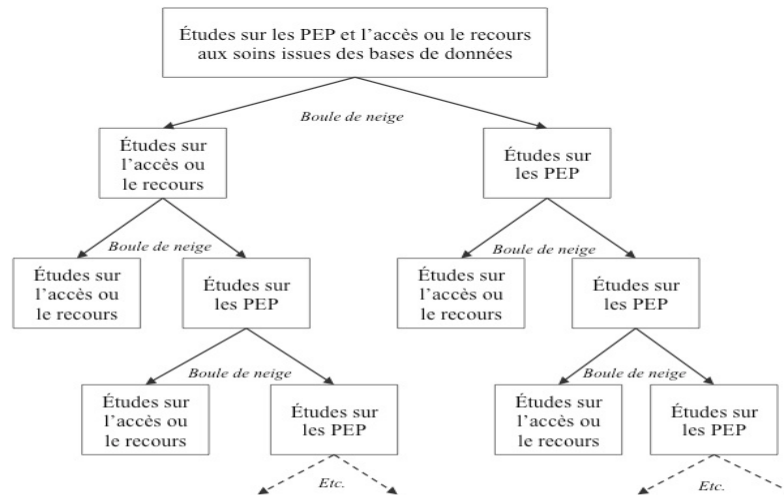 Études sur les PEP et l'accès ou le recours
aux soins issues des bases de données
Boule de neige
Études sur
l'accès ou
le recours
Études sur
les PEP
Boule de neige
Boule de neige
Études sur
l'accès ou
le recours
Études sur
les PEP
Études sur
l'accès ou
le recours
Études sur
les PEP
Boule de neige
Boule de neige
Études sur
l'accès ou
le recours
Études sur
les PEP
Études sur
l'accès ou
le recours
Études sur
les PEP
Etc.
Etc.